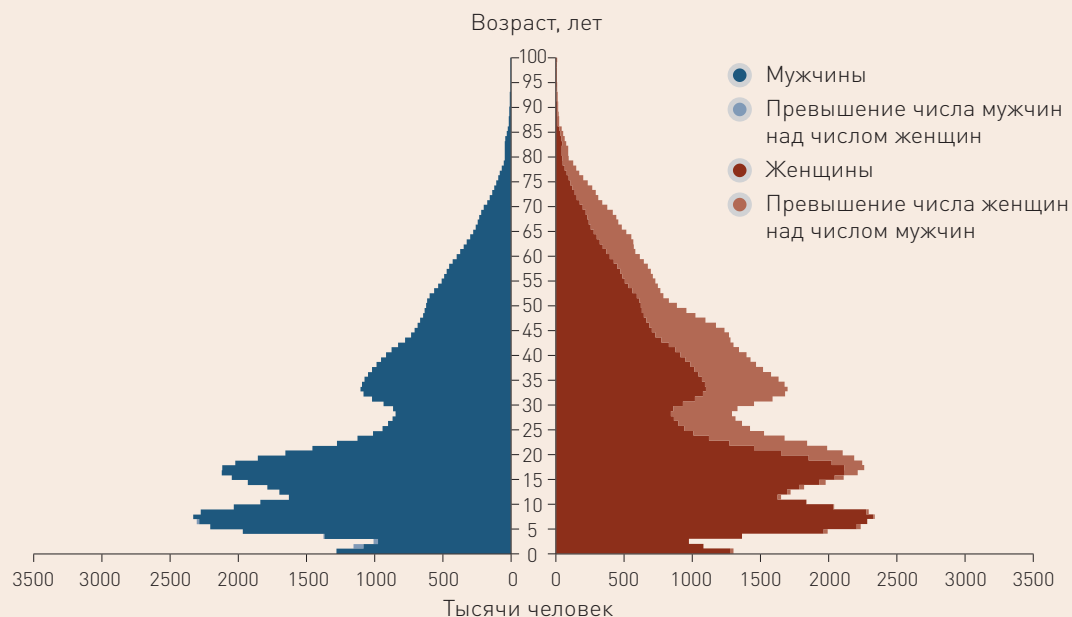 Возраст, лет
Мужчины
Превышение числа мужчин
над числом женщин
Женщины
Превышение числа женщин
над числом мужчин
100
95
90
85
80
75
70
65
60
55
50
45
40
35
30
25
20
15
10
5
0
3500 3000 2500 2000 1500 1000 500 0 0 500 1000 1500 2000 2500 3000 3500
Тысячи человек